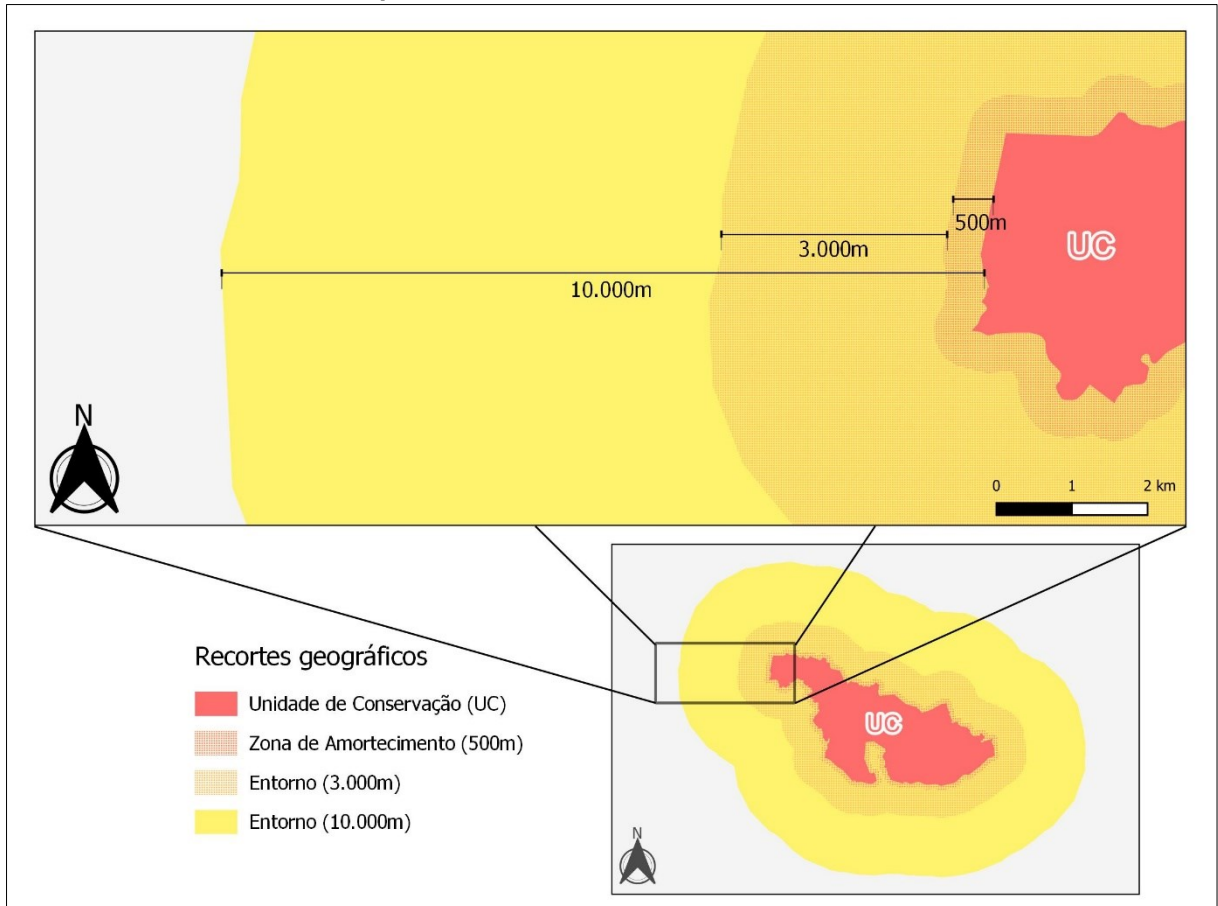 500m
UC
3.000m
10.000m
N
0 1 2 km
Recortes geográficos
Unidade de Conservação (UC)
Zona de Amortecimento (500m)
Entorno (3.000m)
Entorno (10.000m)
UC
N